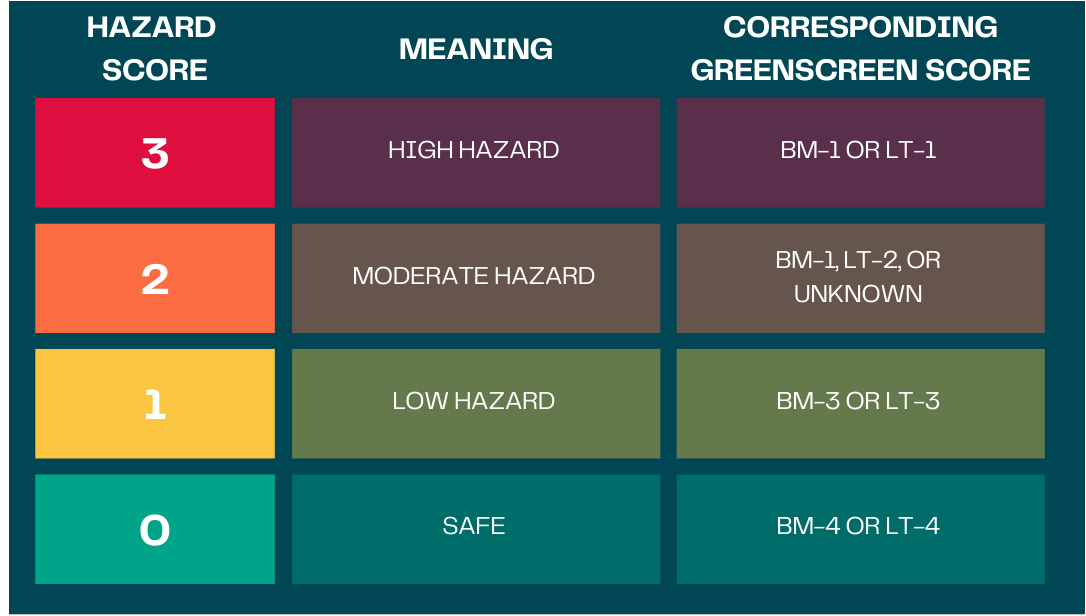 HAZARD
SCORE
MEANING
CORRESPONDING
GREENSCREEN SCORE
3
HIGH HAZARD
BM-1 OR LT-1
2
MODERATE HAZARD
BM-1, LT-2, OR
UNKNOWN
1
LOW HAZARD
BM-3 OR LT-3
0
SAFE
BM-4 OR LT-4